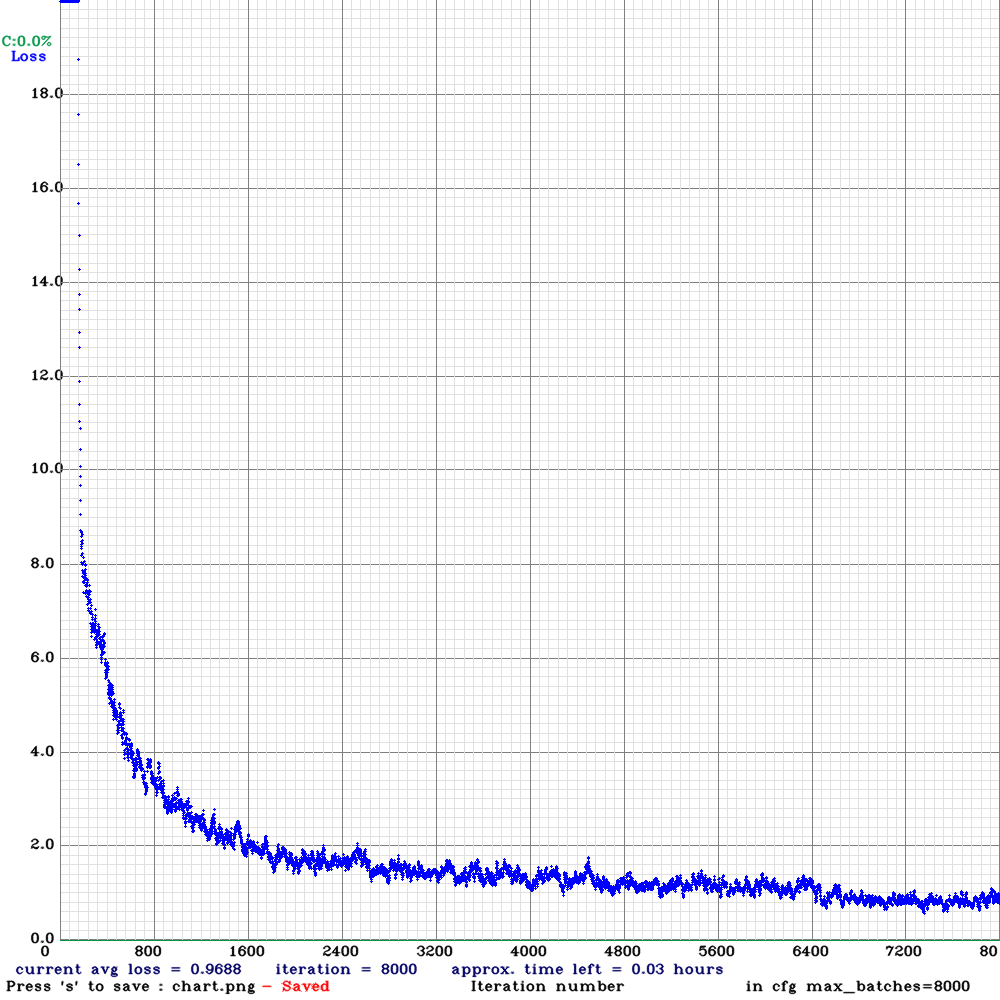 C:0.0%
Loss
18.0
16.0
14.0
12.0
10.0
8.0
6.0
4.0
2.0
0.0
0 800 1600 2400 3200 4000 4800 5600 6400 7200 80
current avg loss = 0.9688 iteration = 8000 approx. time left = 0.03 hours
Press 's' to save : chart.png - Saved Iteration number in cfg max_batches=8000